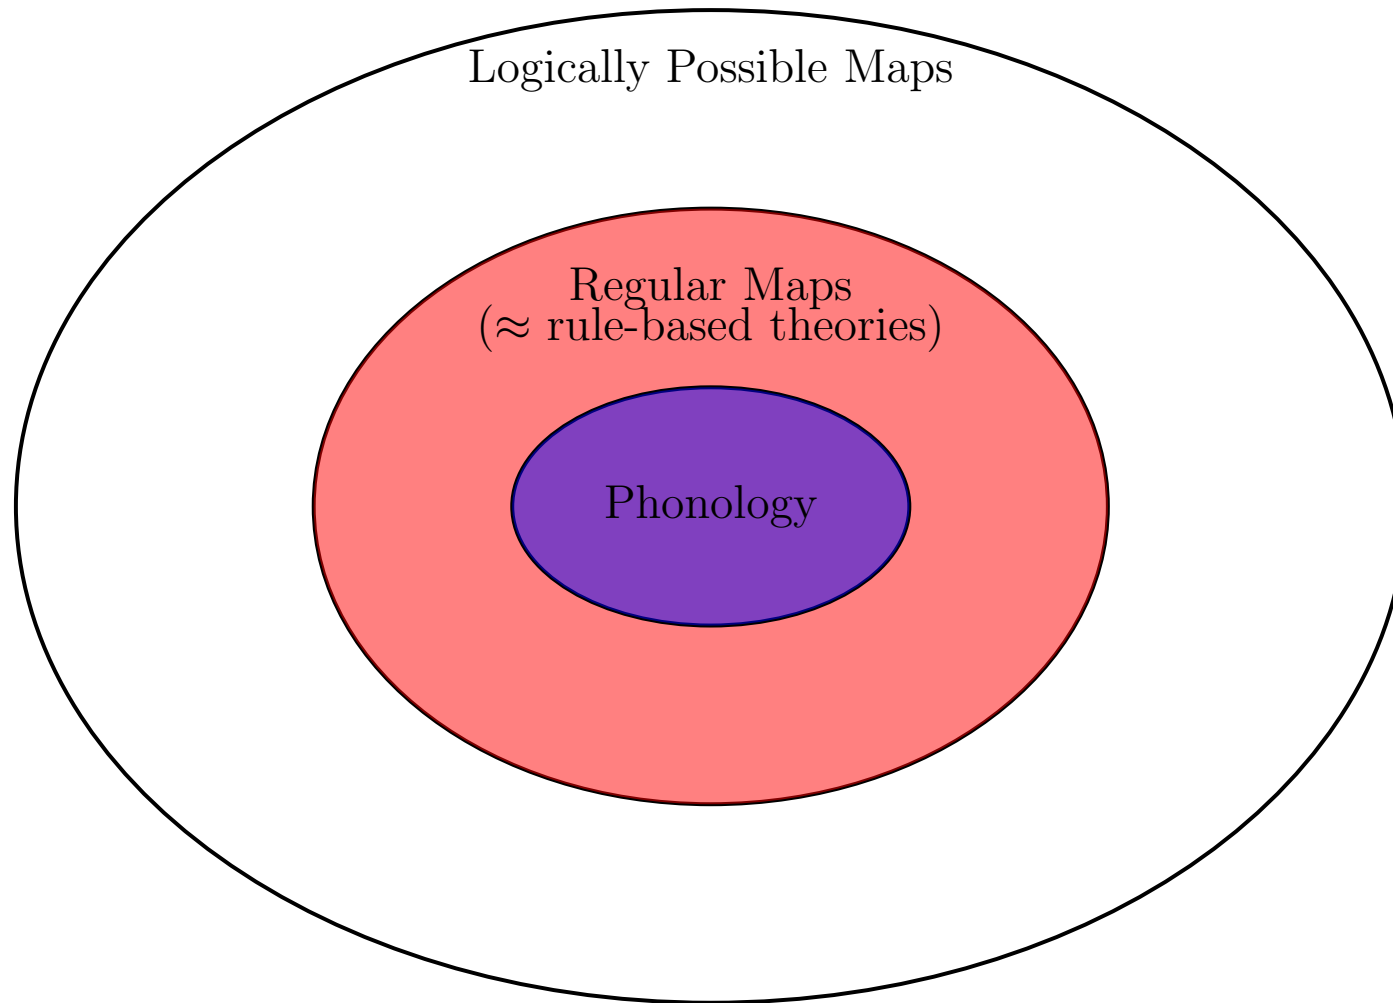 Logically Possible Maps
Regular Maps
(≈ rule-based theories)
Phonology